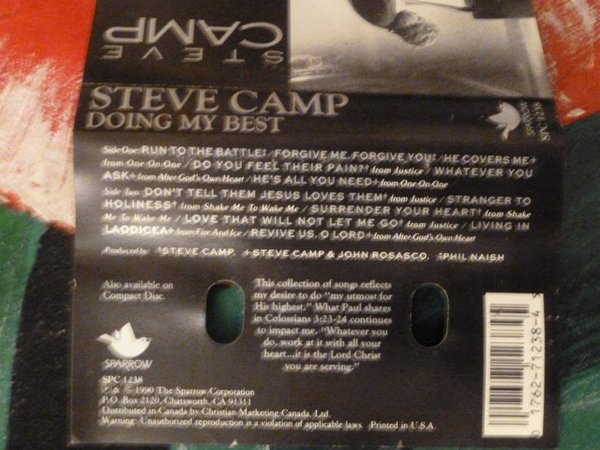 STEVE
CAMP
STEVE CAMP
DOING MY BEST
SPARROW
SPC 1238
Side One: RUN TO THE BATTLE‡ / FORGIVE ME, FORGIVE YOU‡ / HE COVERS ME+
from One On One / DO YOU FEEL THEIR PAIN?† from Justice / WHATEVER YOU
ASK+ from After God's Own Heart / HE'S ALL YOU NEED+ from One On One
Side Two: DON'T TELL THEM JESUS LOVES THEM† from Justice / STRANGER TO
HOLINESS† from Shake Me To Wake Me / SURRENDER YOUR HEART† from Shake
Me To Wake Me / LOVE THAT WILL NOT LET ME GO† from Justice / LIVING IN
LAODICEA+ from Fire And Ice / REVIVE US, O LORD+ from After God's Own Heart
Produced by: †STEVE CAMP, +STEVE CAMP & JOHN ROSASCO, ‡PHIL NAISH
Also available on
Compact Disc.
This collection of songs reflects
my desire to do "my utmost for
His highest." What Paul shares
in Colossians 3:23-24 continues
to impact me. "Whatever you
do, work at it with all your
heart...it is the Lord Christ
you are serving."
SPARROW
SPC 1238
℗ & © 1990 The Sparrow Corporation
P.O. Box 2120, Chatsworth, CA 91311
Distributed in Canada by Christian Marketing Canada, Ltd.
Warning: Unauthorized reproduction is a violation of applicable laws. Printed in U.S.A.
0 1762-71238-4 5